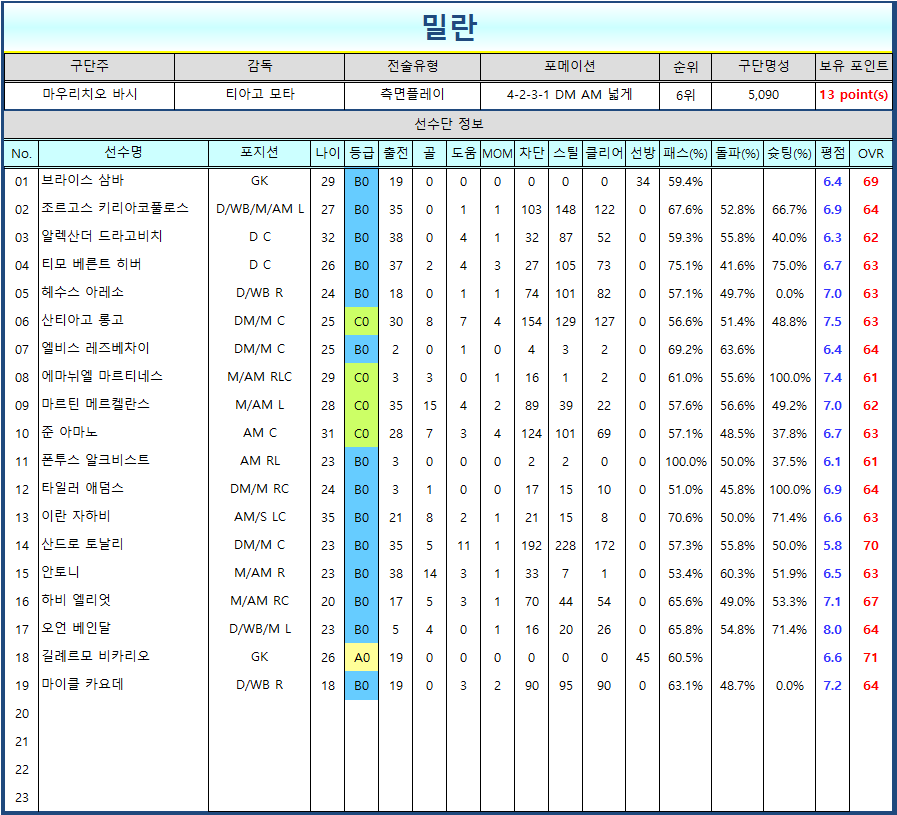 밀란
구단주 감독 전술유형 포메이션 순위 구단명성 보유 포인트
마우리치오 바시 티아고 모타 측면플레이 4-2-3-1 DM AM 넓게 6위 5,090 13 point(s)
선수단 정보
No. 선수명 포지션 나이 등급 출전 골 도움 MOM 차단 스틸 클리어 선방 패스(%) 돌파(%) 슛팅(%) 평점 OVR
01 브라이스 삼바 GK 29 B0 19 0 0 0 0 0 0 34 59.4% 6.4 69
02 조르고스 키리아코풀로스 D/WB/M/AM L 27 B0 35 0 1 1 103 148 122 0 67.6% 52.8% 66.7% 6.9 64
03 알렉산더 드라고비치 D C 32 B0 38 0 4 1 32 87 52 0 59.3% 55.8% 40.0% 6.3 62
04 티모 베른트 히버 D C 26 B0 37 2 4 3 27 105 73 0 75.1% 41.6% 75.0% 6.7 63
05 헤수스 아레소 D/WB R 24 B0 18 0 1 1 74 101 82 0 57.1% 49.7% 0.0% 7.0 63
06 산티아고 롱고 DM/M C 25 C0 30 8 7 4 154 129 127 0 56.6% 51.4% 48.8% 7.5 63
07 엘비스 레즈베차이 DM/M C 25 B0 2 0 1 0 4 3 2 0 69.2% 63.6% 6.4 64
08 에마뉘엘 마르티네스 M/AM RLC 29 C0 3 3 0 1 16 1 2 0 61.0% 55.6% 100.0% 7.4 61
09 마르틴 메르켈란스 M/AM L 28 C0 35 15 4 2 89 39 22 0 57.6% 56.6% 49.2% 7.0 62
10 준 아마노 AM C 31 C0 28 7 3 4 124 101 69 0 57.1% 48.5% 37.8% 6.7 63
11 폰투스 알크비스트 AM RL 23 B0 3 0 0 0 2 2 0 0 100.0% 50.0% 37.5% 6.1 61
12 타일러 애덤스 DM/M RC 24 B0 3 1 0 0 17 15 10 0 51.0% 45.8% 100.0% 6.9 64
13 이란 자하비 AM/S LC 35 B0 21 8 2 1 21 15 8 0 70.6% 50.0% 71.4% 6.6 63
14 산드로 토날리 DM/M C 23 B0 35 5 11 1 192 228 172 0 57.3% 55.8% 50.0% 5.8 70
15 안토니 M/AM R 23 B0 38 14 3 1 33 7 1 0 53.4% 60.3% 51.9% 6.5 63
16 하비 엘리엇 M/AM RC 20 B0 17 5 3 1 70 44 54 0 65.6% 49.0% 53.3% 7.1 67
17 오언 베인달 D/WB/M L 23 B0 5 4 0 1 16 20 26 0 65.8% 54.8% 71.4% 8.0 64
18 길례르모 비카리오 GK 26 A0 19 0 0 0 0 0 0 45 60.5% 6.6 71
19 마이클 카요데 D/WB R 18 B0 19 0 3 2 90 95 90 0 63.1% 48.7% 0.0% 7.2 64
20
21
22
23